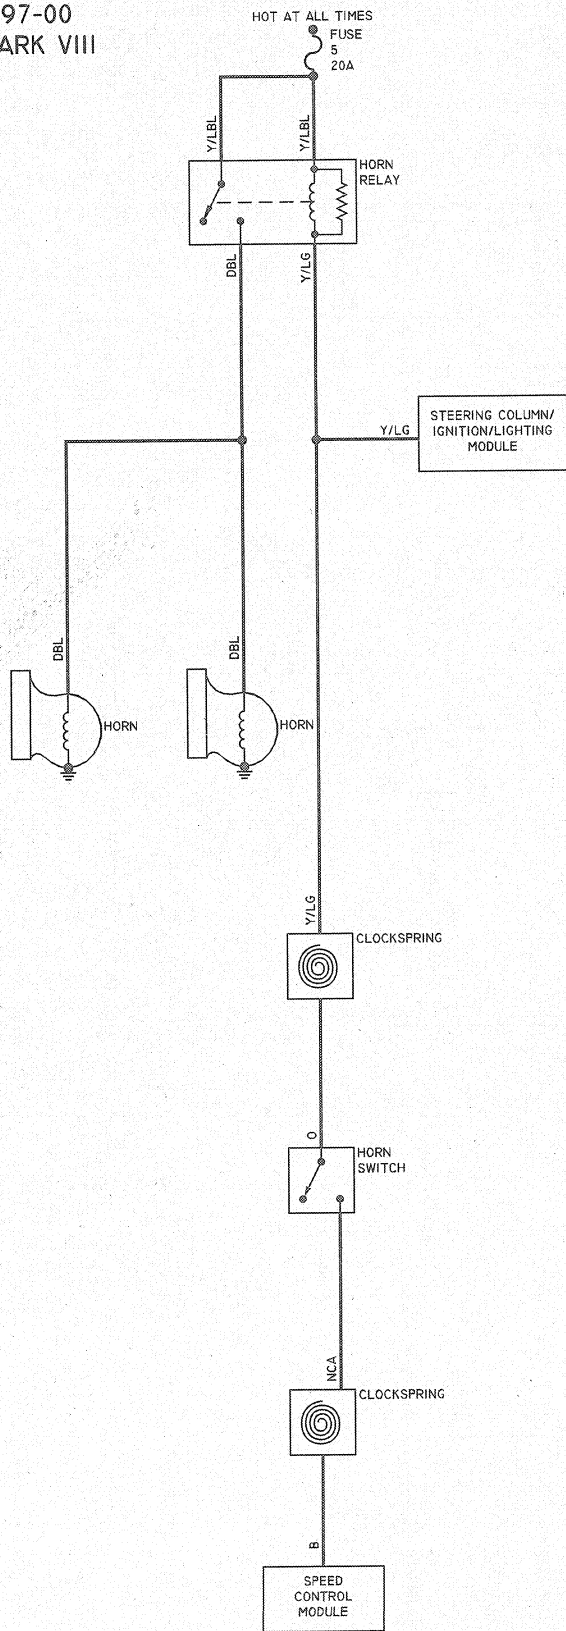 97-00
ARK VIII
HOT AT ALL TIMES
FUSE
5
20A
Y/LBL
Y/LBL
HORN
RELAY
DBL
Y/LG
Y/LG
STEERING COLUMN/
IGNITION/LIGHTING
MODULE
DBL
DBL
HORN
HORN
Y/LG
CLOCKSPRING
O
HORN
SWITCH
NCA
CLOCKSPRING
B
SPEED
CONTROL
MODULE